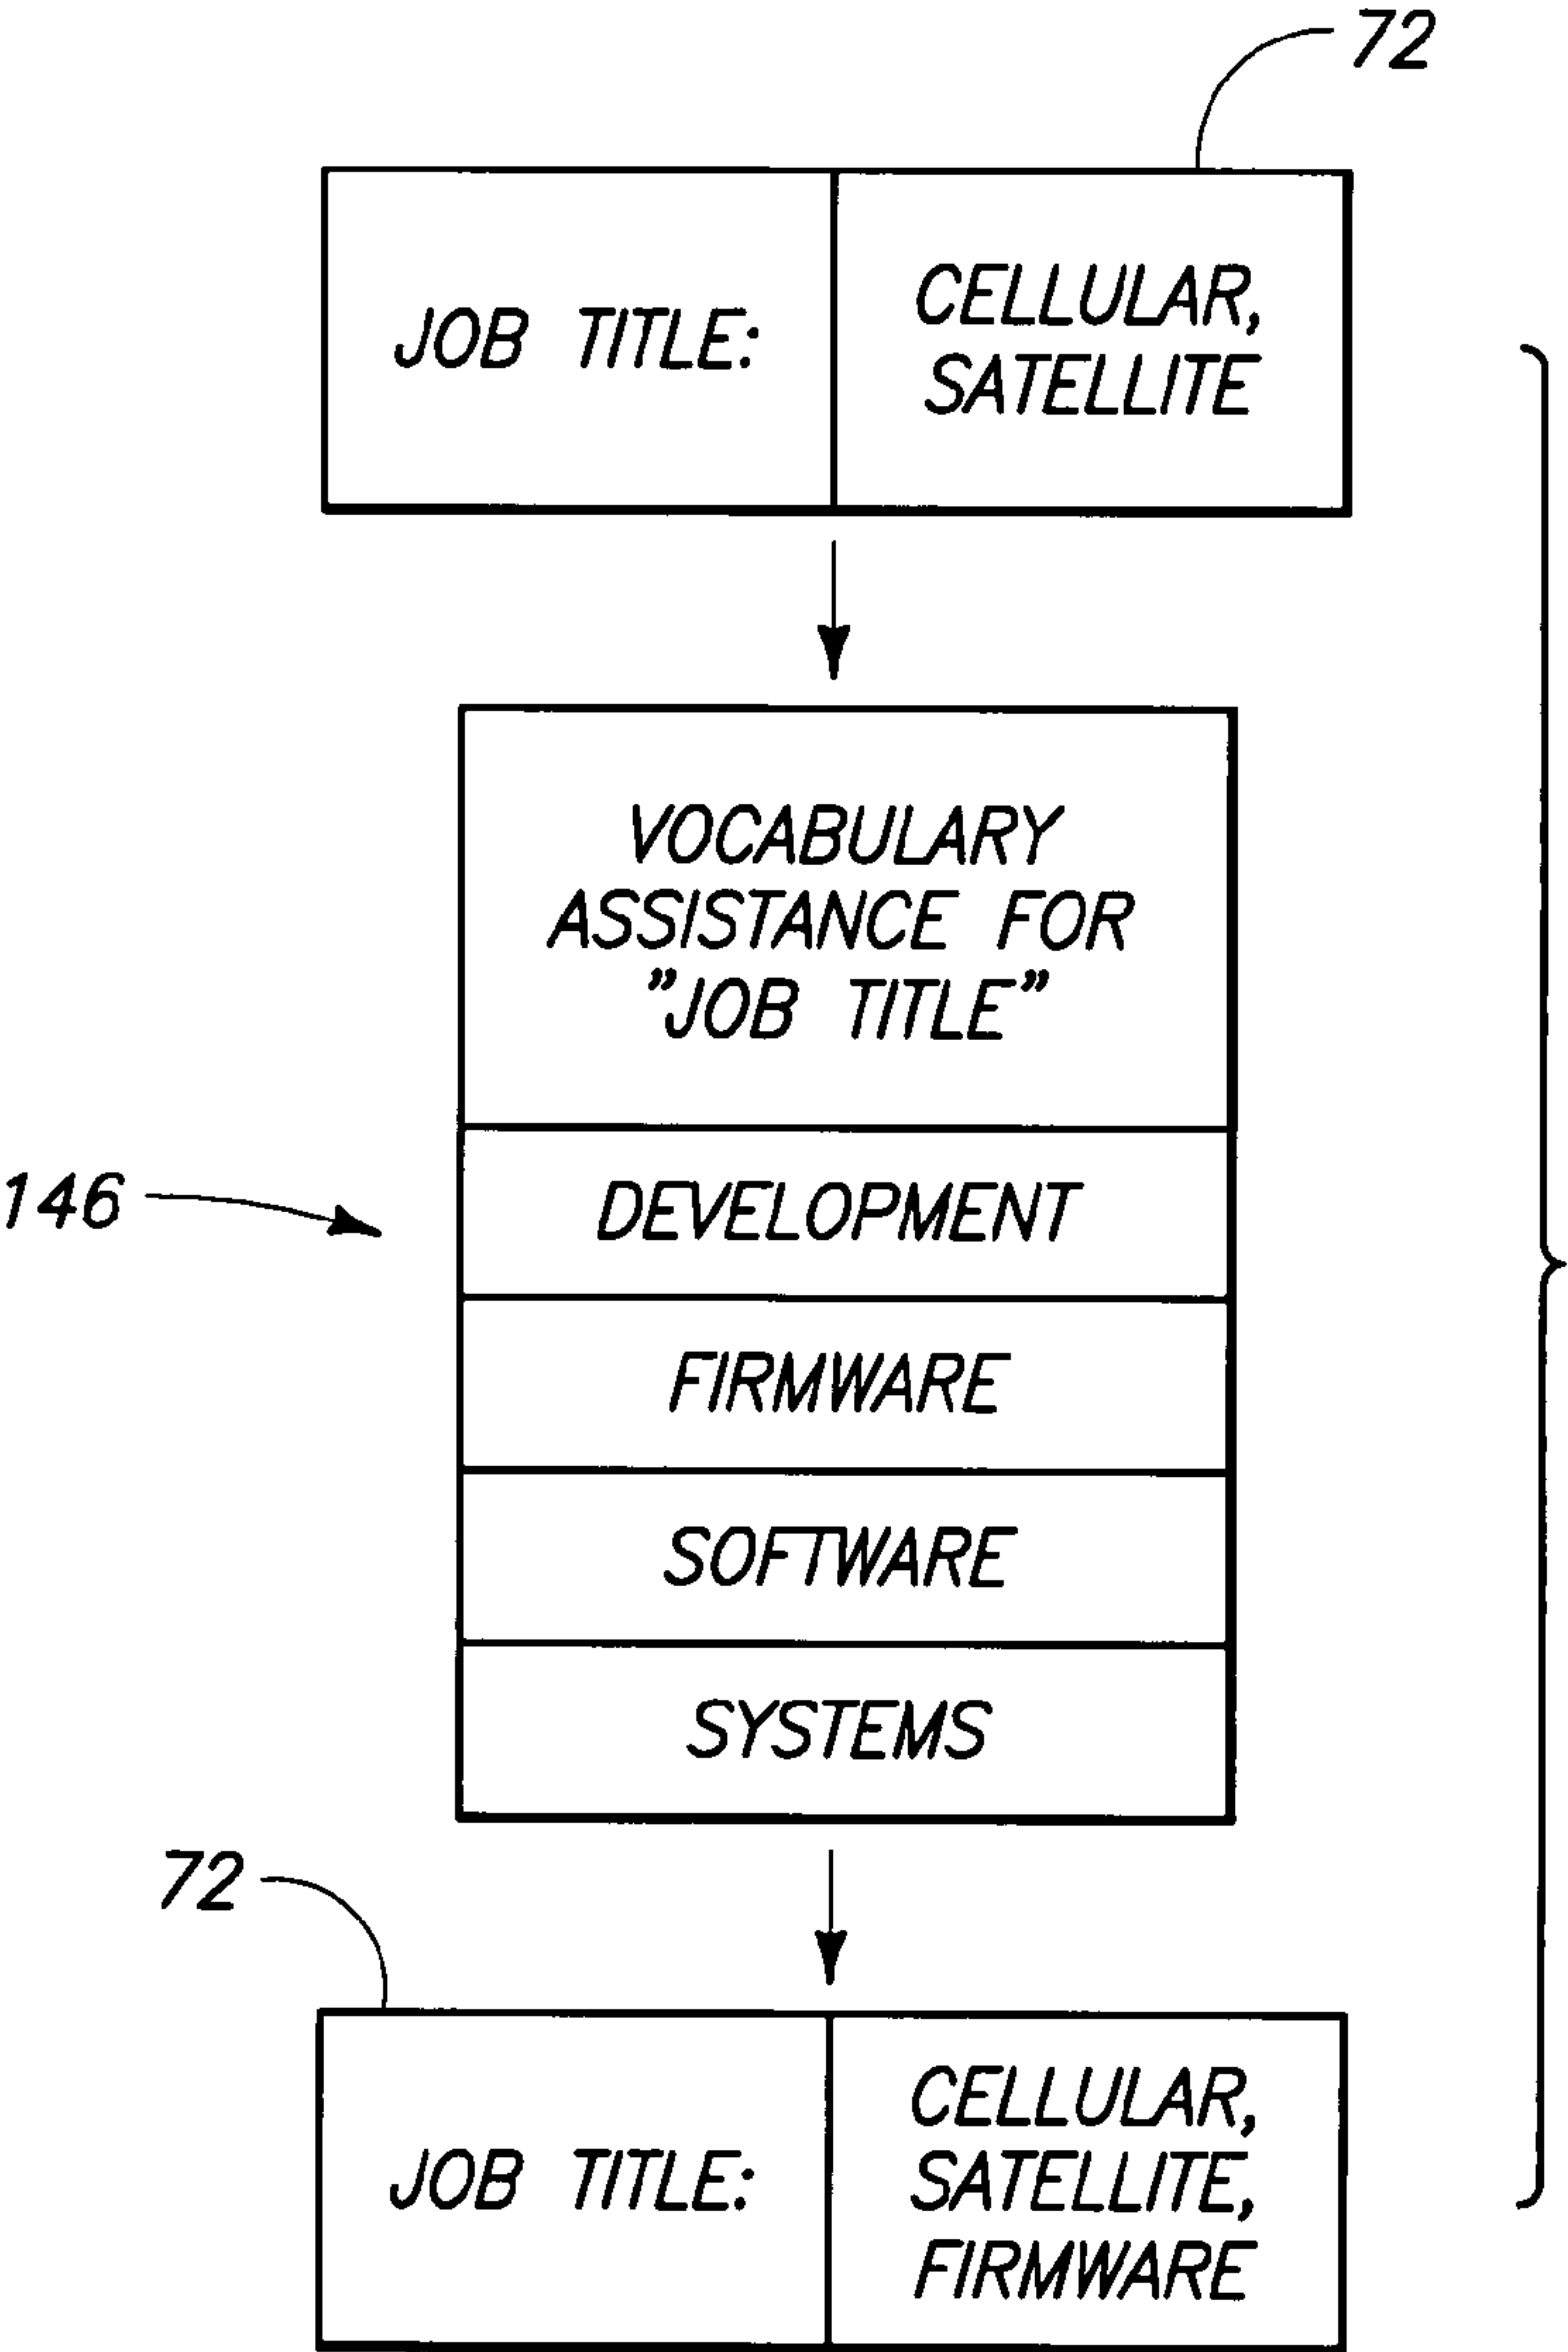 72
JOB TITLE:
CELLULAR,
SATELLITE
VOCABULARY
ASSISTANCE FOR
"JOB TITLE"
146
DEVELOPMENT
FIRMWARE
SOFTWARE
SYSTEMS
72
JOB TITLE:
CELLULAR,
SATELLITE,
FIRMWARE